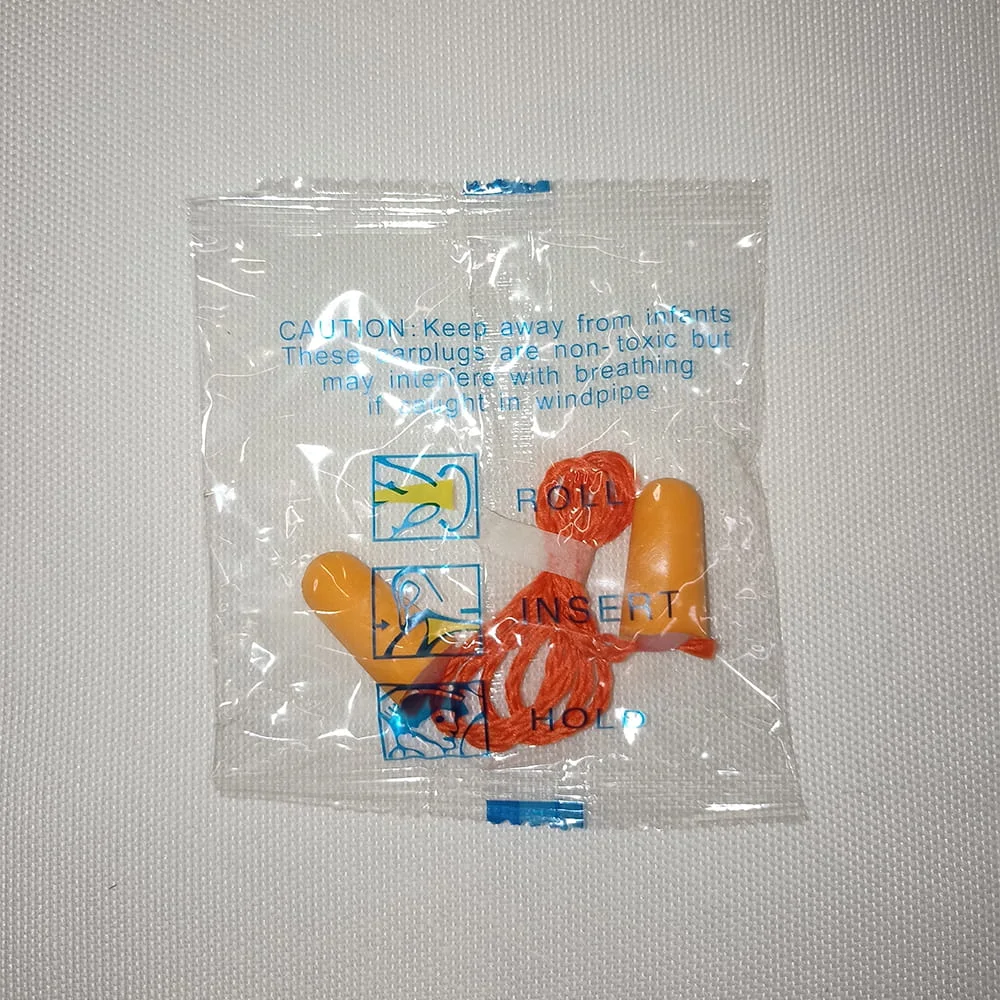 CAUTION: Keep away from infants
These earplugs are non-toxic but
may interfere with breathing
if caught in windpipe
ROLL
INSERT
HOLD